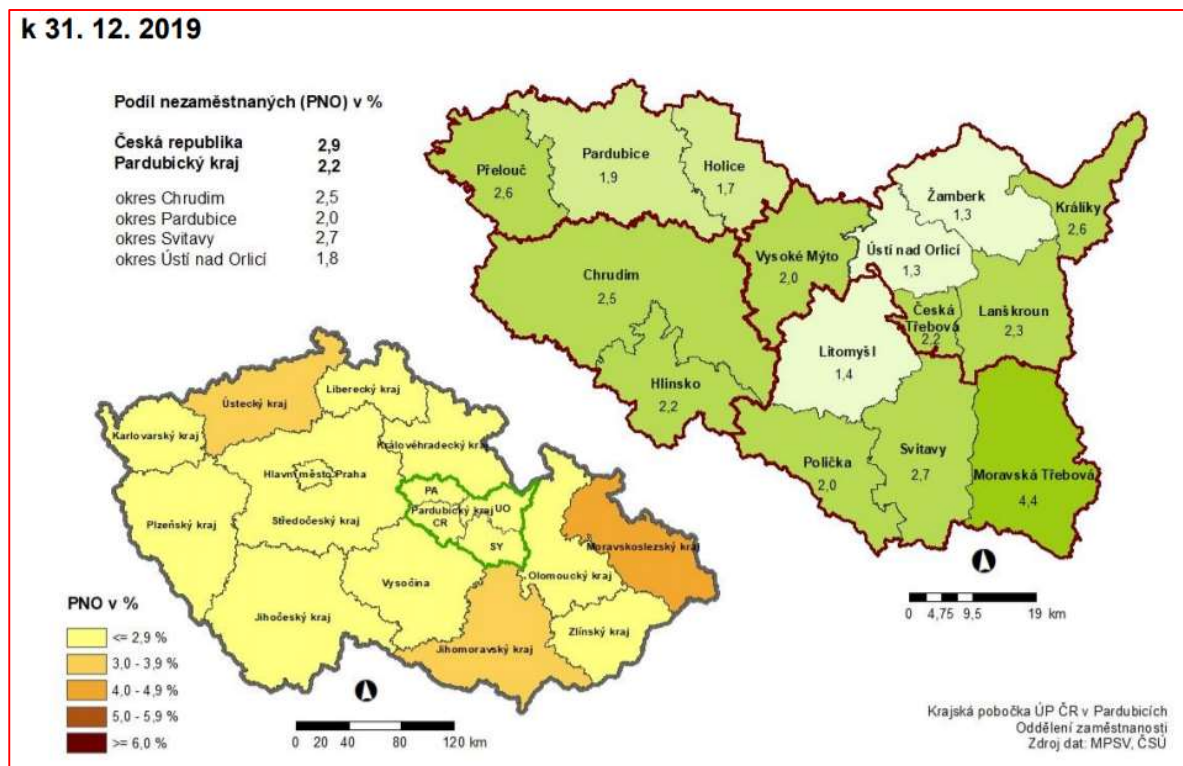 k 31. 12. 2019
Podíl nezaměstnaných (PNO) v %
Česká republika 2,9
Pardubický kraj 2,2
okres Chrudim 2,5
okres Pardubice 2,0
okres Svitavy 2,7
okres Ústí nad Orlicí 1,8
Přelouč
2,6
Pardubice
1,9
Holice
1,7
Žamberk
1,3
Králíky
2,6
Ústí nad Orlicí
1,3
Vysoké Mýto
2,0
Chrudim
2,5
Česká
Třebová
2,2
Lanškroun
2,3
Litomyšl
1,4
Hlinsko
2,2
Polička
2,0
Svitavy
2,7
Moravská Třebová
4,4
0 4,75 9,5 19 km
Ústecký kraj
Liberecký kraj
Karlovarský kraj
Královéhradecký kraj
Hlavní město Praha
PA
Pardubický kraj
UO
CR
SY
Plzeňský kraj
Středočeský kraj
Moravskoslezský kraj
Olomoucký kraj
Vysočina
Jihočeský kraj
Zlínský kraj
Jihomoravský kraj
PNO v %
<= 2,9 %
3,0 - 3,9 %
4,0 - 4,9 %
5,0 - 5,9 %
>= 6,0 %
0 20 40 80 120 km
Krajská pobočka ÚP ČR v Pardubicích
Oddělení zaměstnanosti
Zdroj dat: MPSV, ČSÚ